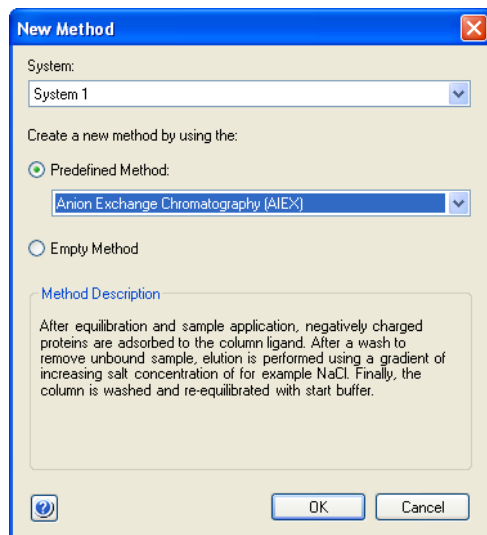 New Method
System:
System 1
Create a new method by using the:
Predefined Method:
Anion Exchange Chromatography (AIEX)
Empty Method
Method Description
After equilibration and sample application, negatively charged
proteins are adsorbed to the column ligand. After a wash to
remove unbound sample, elution is performed using a gradient of
increasing salt concentration of for example NaCl. Finally, the
column is washed and re-equilibrated with start buffer.
OK
Cancel